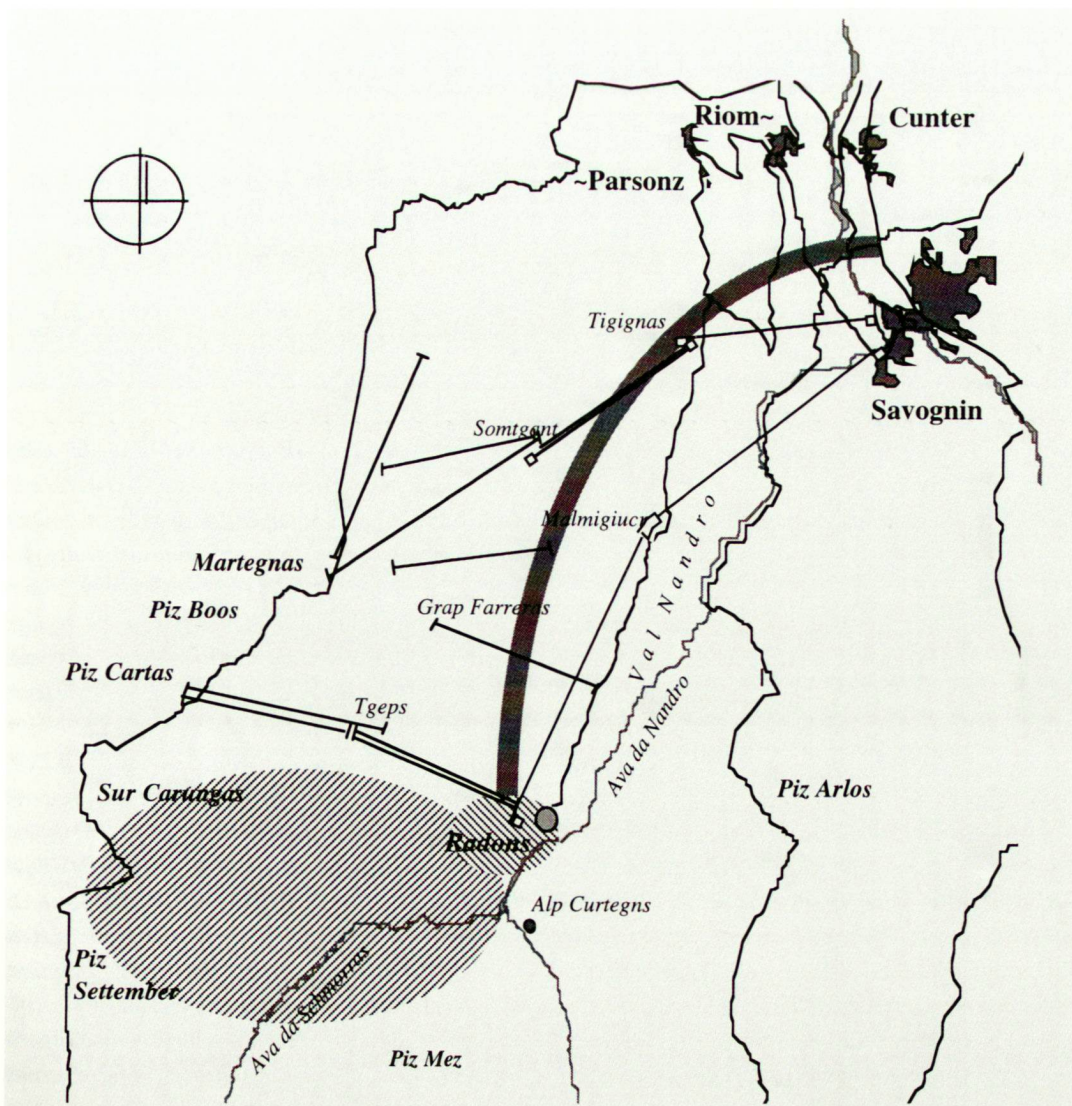 Riom~
Cunter
~Parsonz
Tigignas
Savognin
Somtgant
Malmigiucr
Val Nandro
Martegnas
Piz Boos
Grap Farreras
Piz Cartas
Tgeps
Ava da Nandro
Sur Carungas
Piz Arlos
Radons
Alp Curtegns
Piz
Settember
Ava da Schmorras
Piz Mez